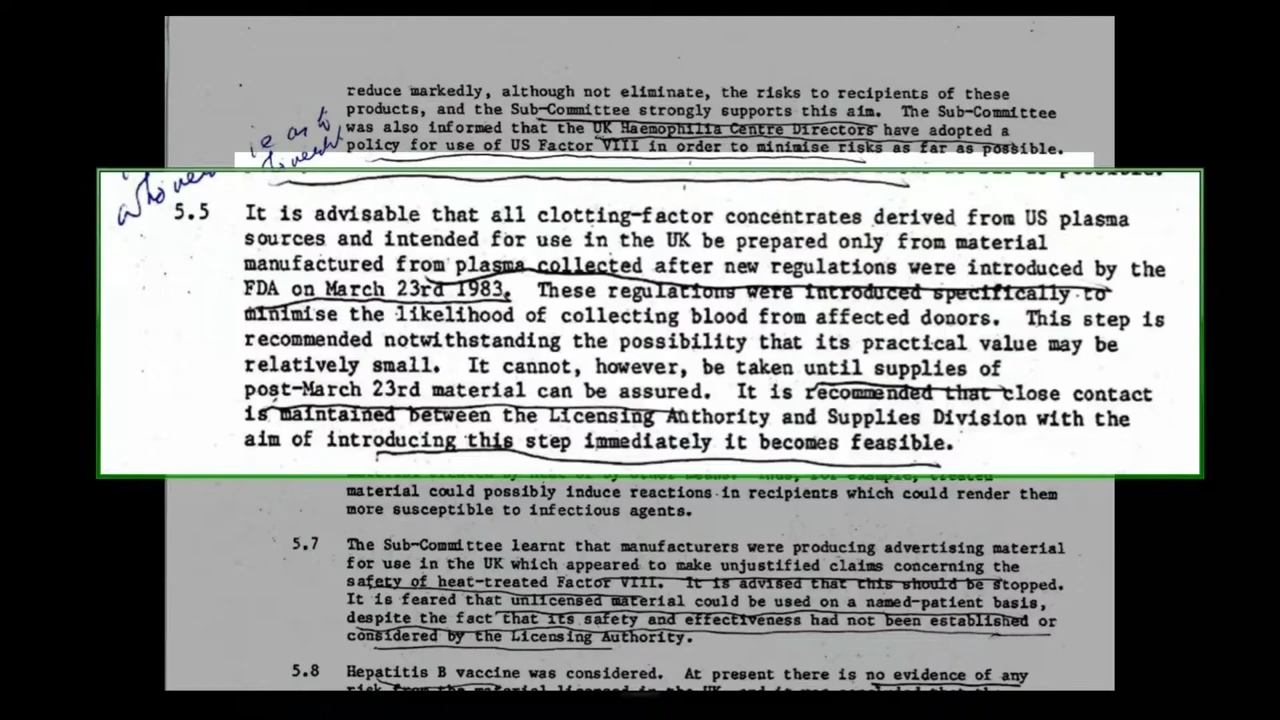 reduce markedly, although not eliminate, the risks to recipients of these
products, and the Sub-Committee strongly supports this aim. The Sub-Committee
was also informed that the UK Haemophilia Centre Directors have adopted a
policy for use of US Factor VIII in order to minimise risks as far as possible.
ie as to
5.5 It is advisable that all clotting-factor concentrates derived from US plasma
sources and intended for use in the UK be prepared only from material
manufactured from plasma collected after new regulations were introduced by the
FDA on March 23rd 1983. These regulations were introduced specifically to
minimise the likelihood of collecting blood from affected donors. This step is
recommended notwithstanding the possibility that its practical value may be
relatively small. It cannot, however, be taken until supplies of
post-March 23rd material can be assured. It is recommended that close contact
is maintained between the Licensing Authority and Supplies Division with the
aim of introducing this step immediately it becomes feasible.
material could possibly induce reactions in recipients which could render them
more susceptible to infectious agents.
5.7 The Sub-Committee learnt that manufacturers were producing advertising material
for use in the UK which appeared to make unjustified claims concerning the
safety of heat-treated Factor VIII. It is advised that this should be stopped.
It is feared that unlicensed material could be used on a named-patient basis,
despite the fact that its safety and effectiveness had not been established or
considered by the Licensing Authority.
5.8 Hepatitis B vaccine was considered. At present there is no evidence of any